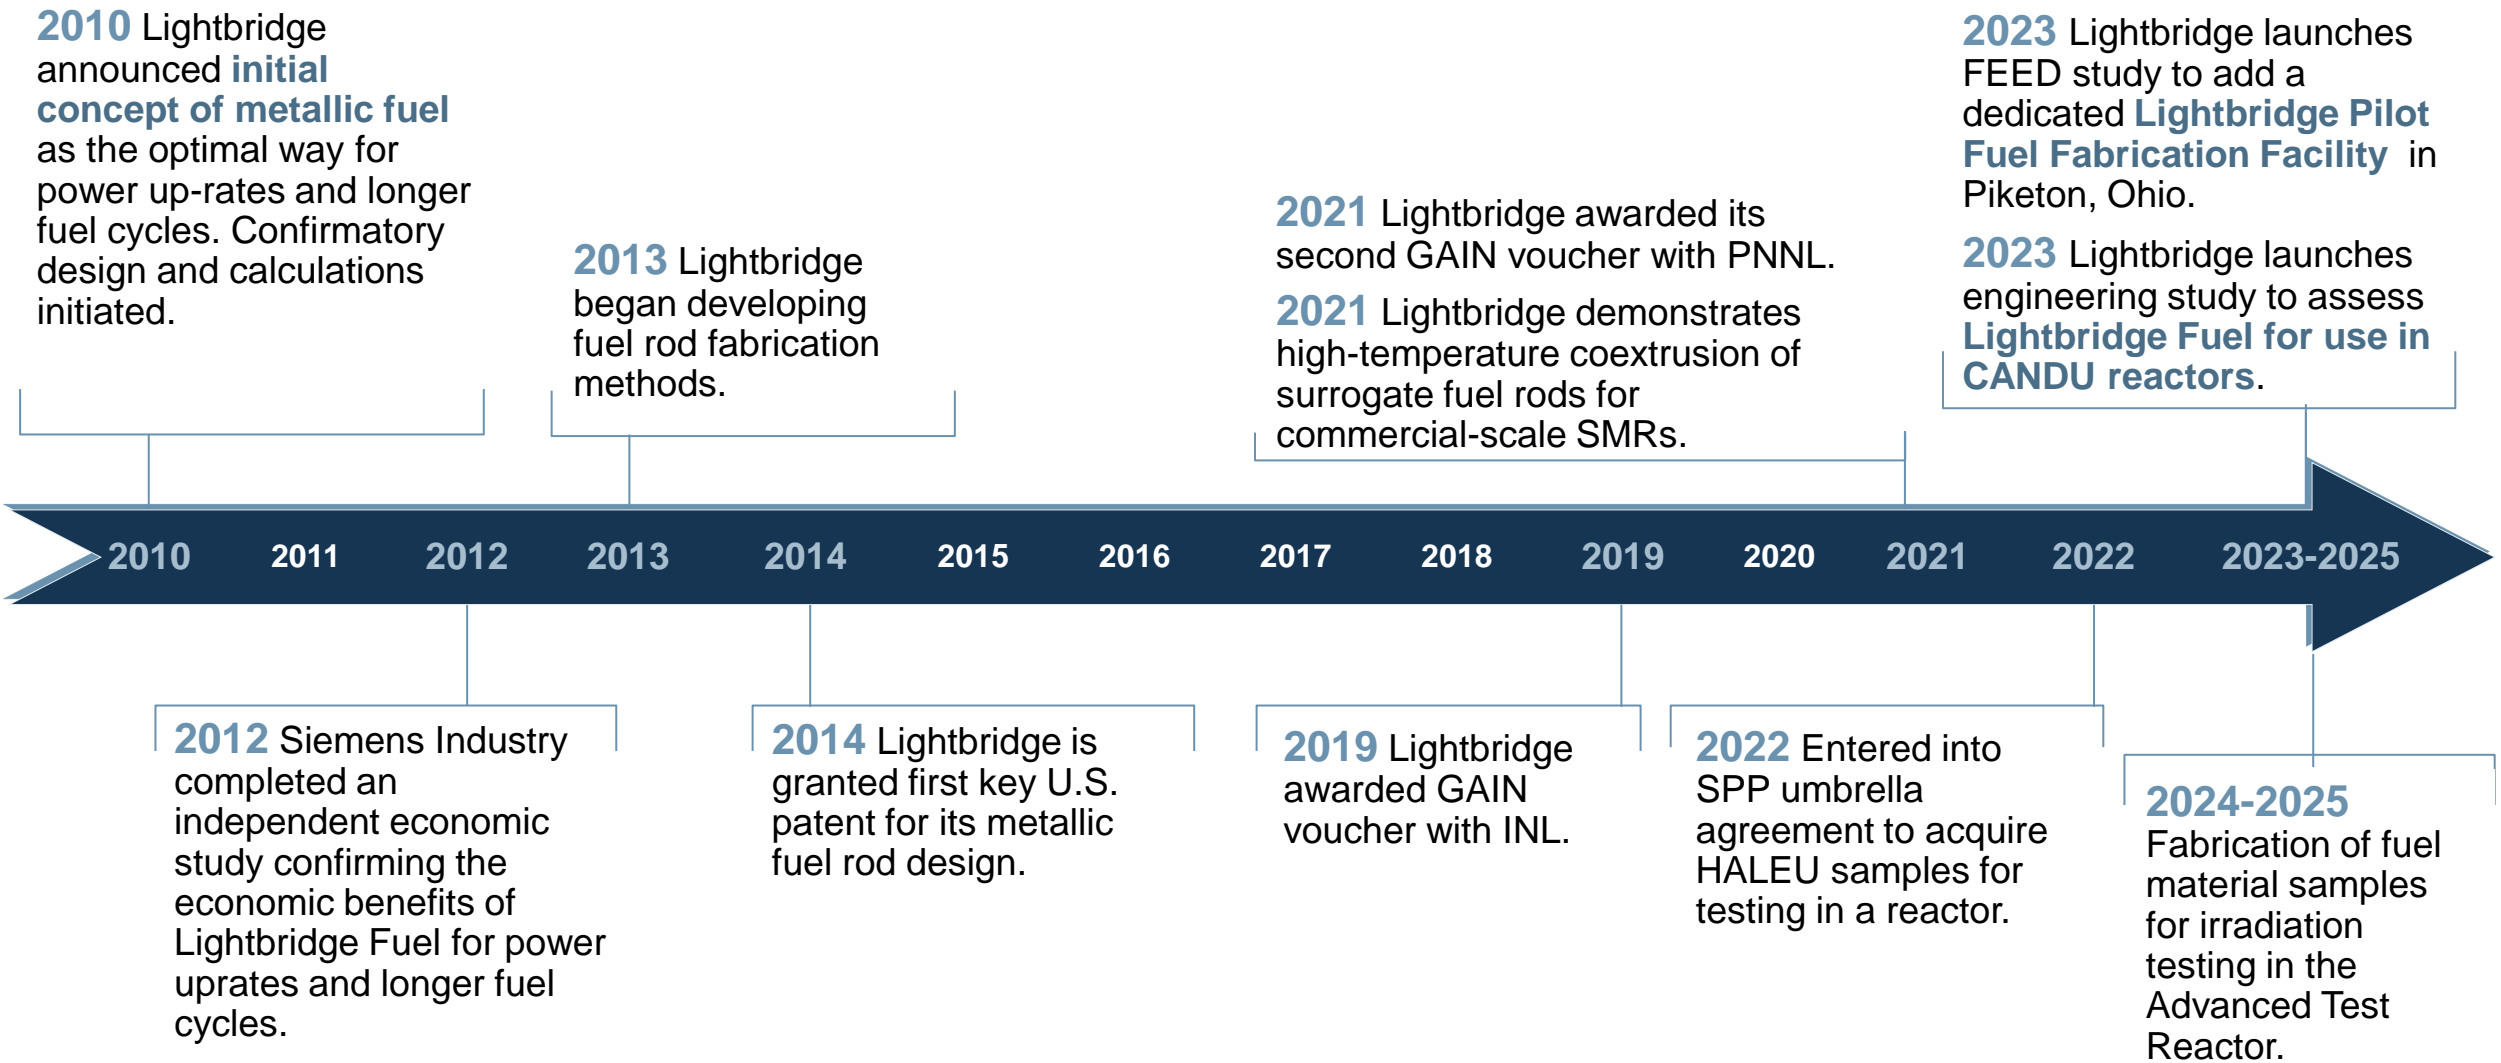 2010 Lightbridge
announced initial
concept of metallic fuel
as the optimal way for
power up-rates and longer
fuel cycles. Confirmatory
design and calculations
initiated.
2013 Lightbridge
began developing
fuel rod fabrication
methods.
2021 Lightbridge awarded its
second GAIN voucher with PNNL.
2021 Lightbridge demonstrates
high-temperature coextrusion of
surrogate fuel rods for
commercial-scale SMRs.
2023 Lightbridge launches
FEED study to add a
dedicated Lightbridge Pilot
Fuel Fabrication Facility in
Piketon, Ohio.
2023 Lightbridge launches
engineering study to assess
Lightbridge Fuel for use in
CANDU reactors.
2010 2011 2012 2013 2014 2015 2016 2017 2018 2019 2020 2021 2022 2023-2025
2012 Siemens Industry
completed an
independent economic
study confirming the
economic benefits of
Lightbridge Fuel for power
uprates and longer fuel
cycles.
2014 Lightbridge is
granted first key U.S.
patent for its metallic
fuel rod design.
2019 Lightbridge
awarded GAIN
voucher with INL.
2022 Entered into
SPP umbrella
agreement to acquire
HALEU samples for
testing in a reactor.
2024-2025
Fabrication of fuel
material samples
for irradiation
testing in the
Advanced Test
Reactor.